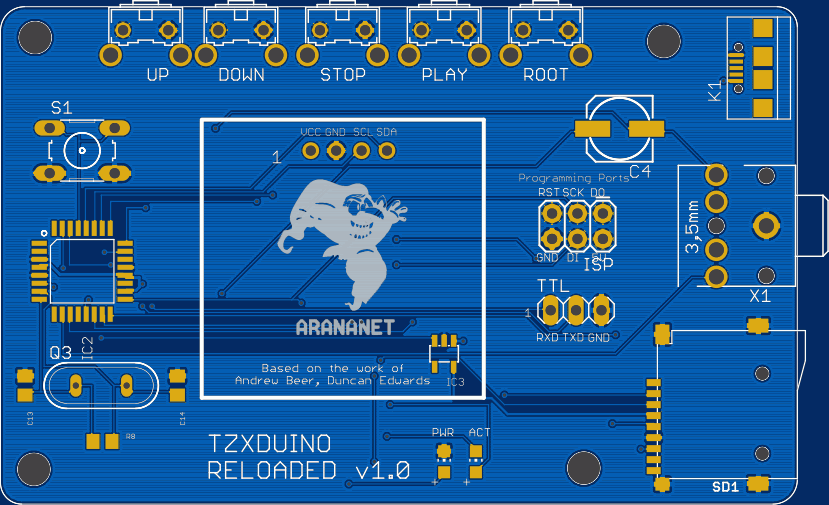 UP DOWN STOP PLAY ROOT
K1
S1
VCC GND SCL SDA
1
C4
Programming Ports
RST SCK DO
GND DI
ISP
3,5mm
X1
TTL
1
RXD TXD GND
ARANANET
Q3
IC2
IC3
Based on the work of
Andrew Beer, Duncan Edwards
C13
C14
R8
TZXDUINO
RELOADED v1.0
PWR ACT
+ +
SD1